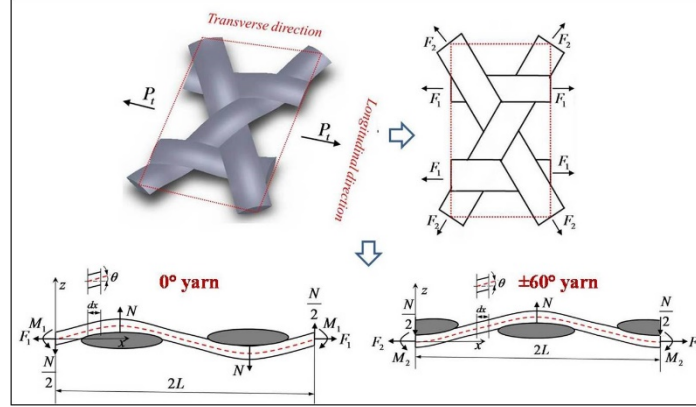 Transverse direction
P_t
P_t
Longitudinal direction
F_2
F_2
F_1
F_1
F_1
F_1
F_2
F_2
z
θ
0° yarn
N/2
dx
M_1
N
M_1
F_1
x
F_1
N/2
N
2L
z
θ
±60° yarn
N/2
dx
N
N/2
F_2
x
F
M_2
M_2
2L